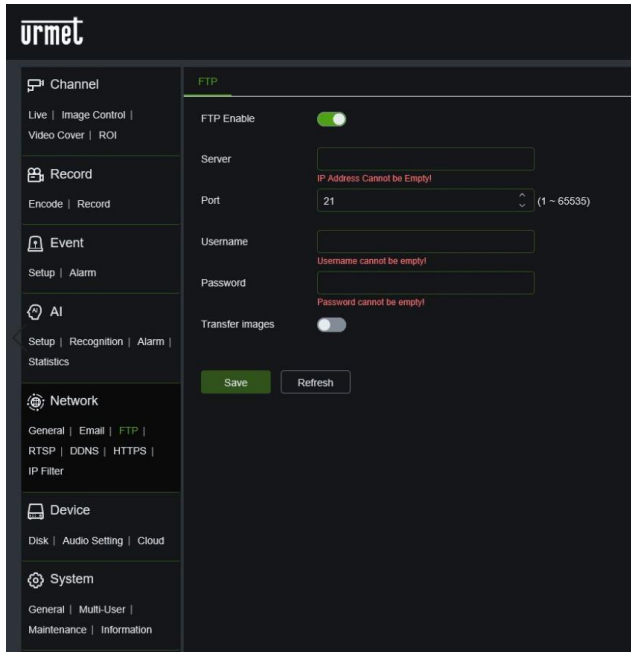 urmet
Channel
Live | Image Control |
Video Cover | ROI
Record
Encode | Record
Event
Setup | Alarm
AI
Setup | Recognition | Alarm |
Statistics
Network
General | Email | FTP |
RTSP | DDNS | HTTPS |
IP Filter
Device
Disk | Audio Setting | Cloud
System
General | Multi-User |
Maintenance | Information
FTP
FTP Enable
Server
IP Address Cannot be Empty!
Port 21 (1 ~ 65535)
Username
Username cannot be empty!
Password
Password cannot be empty!
Transfer images
Save Refresh